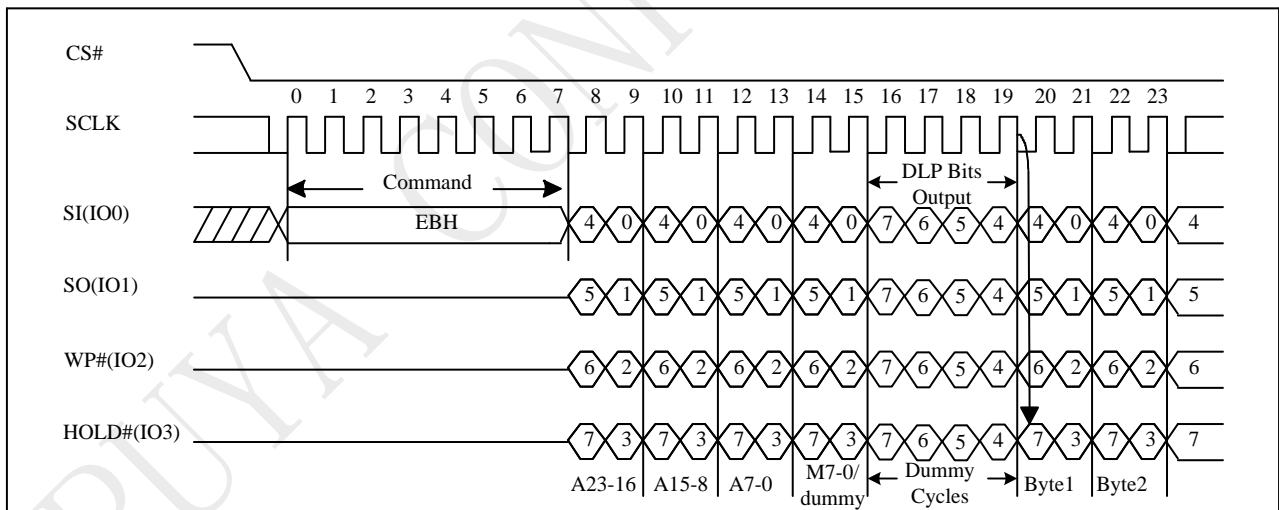 CS#
0 1 2 3 4 5 6 7 8 9 10 11 12 13 14 15 16 17 18 19 20 21 22 23
SCLK
Command
DLP Bits
Output
SI(IO0)
EBH
4 0 4 0 4 0 4 0 7 6 5 4 4 0 4 0 4
SO(IO1)
5 1 5 1 5 1 5 1 7 6 5 4 5 1 5 1 5
WP#(IO2)
6 2 6 2 6 2 6 2 7 6 5 4 6 2 6 2 6
HOLD#(IO3)
7 3 7 3 7 3 7 3 7 6 5 4 7 3 7 3 7
A23-16 A15-8 A7-0
M7-0/
dummy
Dummy
Cycles
Byte1 Byte2
PUYA CONF